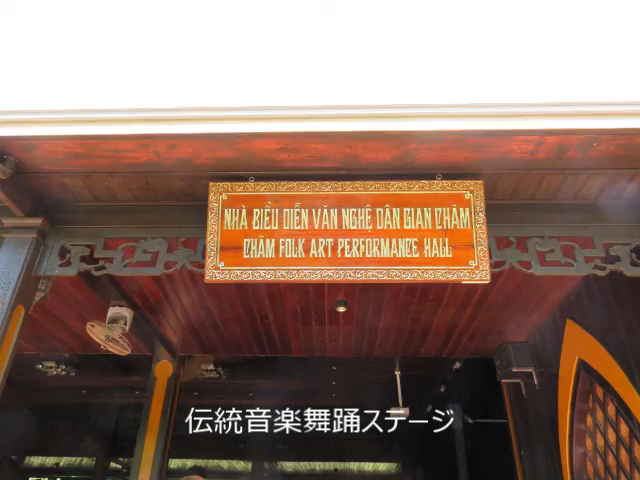 NHÀ BIỂU DIỄN VĂN NGHỆ DÂN GIAN CHĂM
CHĂM FOLK ART PERFORMANCE HALL
伝統音楽舞踊ステージ